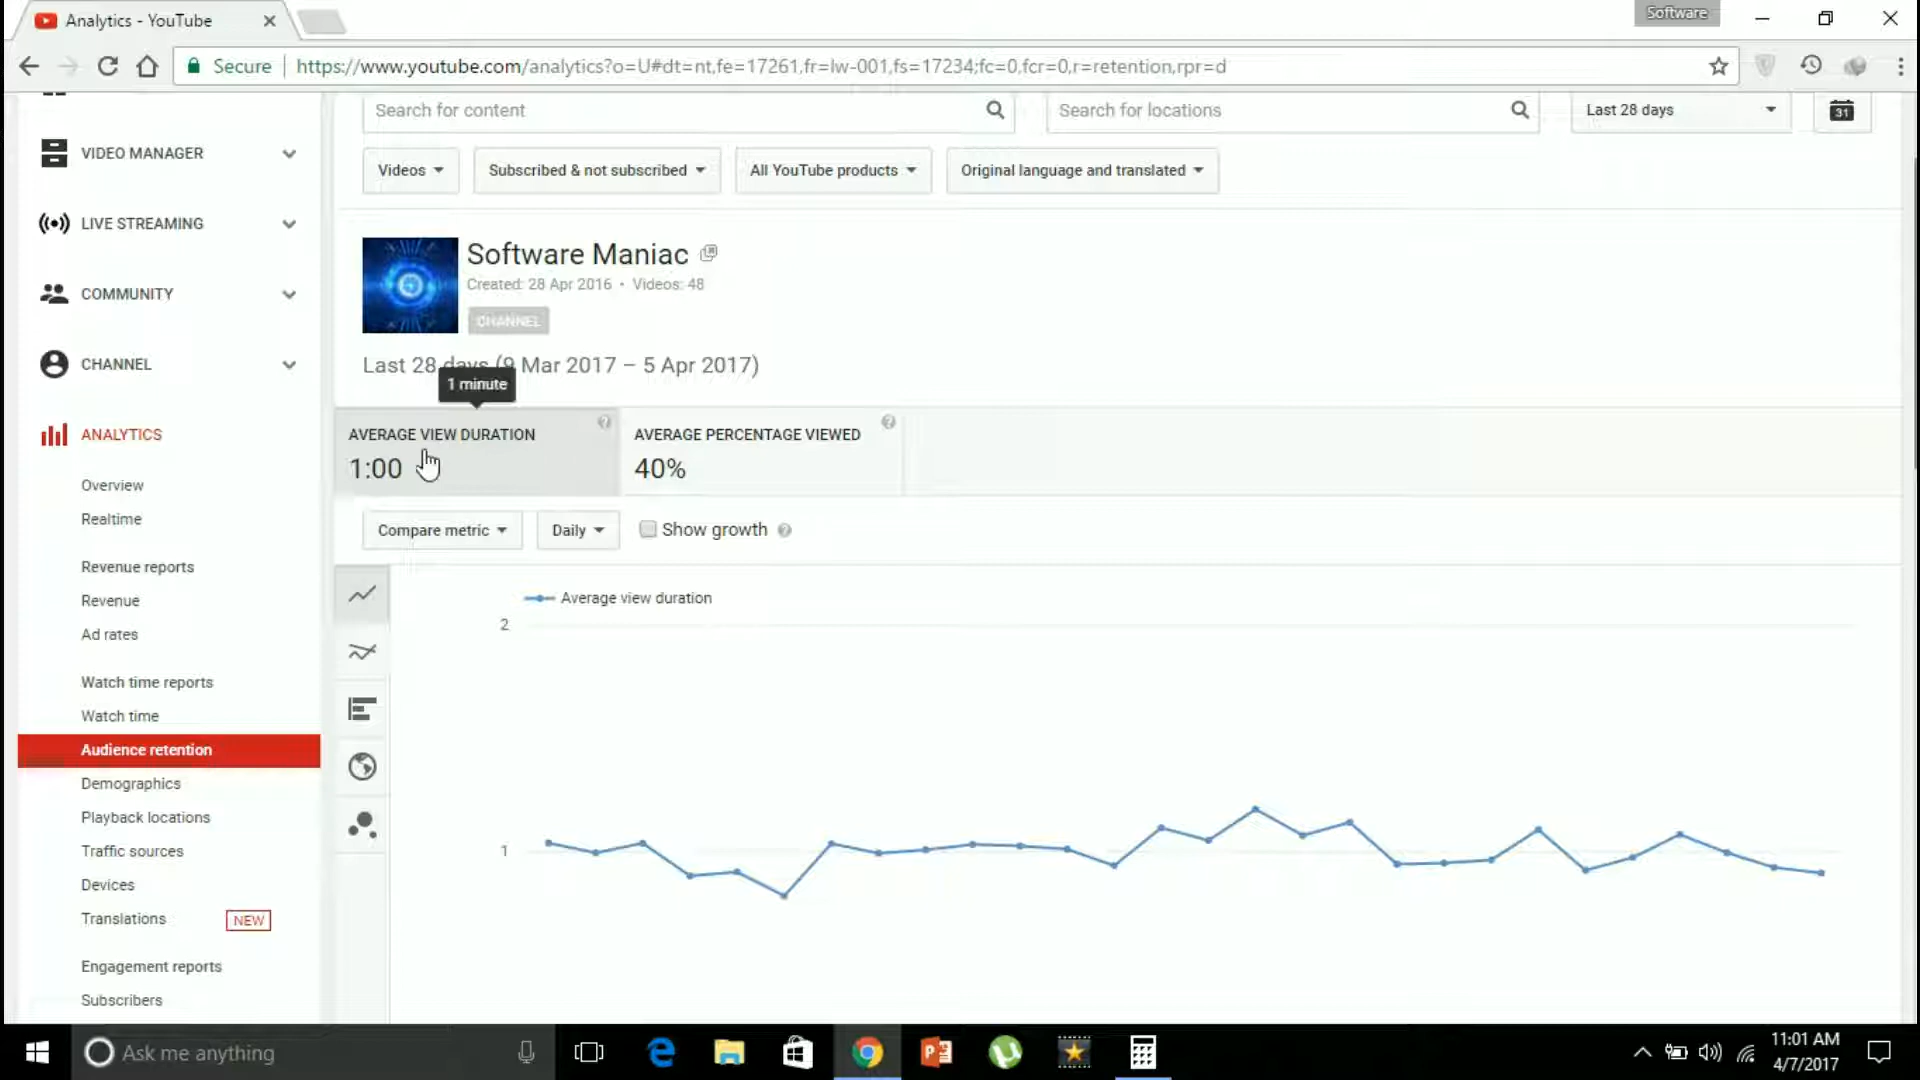 Analytics - YouTube
Software
Secure
https://www.youtube.com/analytics?o=U#dt=nt,fe=17261,fr=lw-001,fs=17234;fc=0,fcr=0,r=retention,rpr=d
Search for content
Search for locations
Last 28 days
31
VIDEO MANAGER
Videos
Subscribed & not subscribed
All YouTube products
Original language and translated
LIVE STREAMING
Software Maniac
Created: 28 Apr 2016 • Videos: 48
COMMUNITY
CHANNEL
CHANNEL
Last 28 days (9 Mar 2017 – 5 Apr 2017)
1 minute
ANALYTICS
AVERAGE VIEW DURATION
?
1:00
AVERAGE PERCENTAGE VIEWED
?
40%
Overview
Realtime
Compare metric
Daily
Show growth
?
Revenue reports
Revenue
Ad rates
Average view duration
2
Watch time reports
Watch time
Audience retention
Demographics
Playback locations
Traffic sources
1
Devices
Translations
NEW
Engagement reports
Subscribers
Ask me anything
11:01 AM
4/7/2017